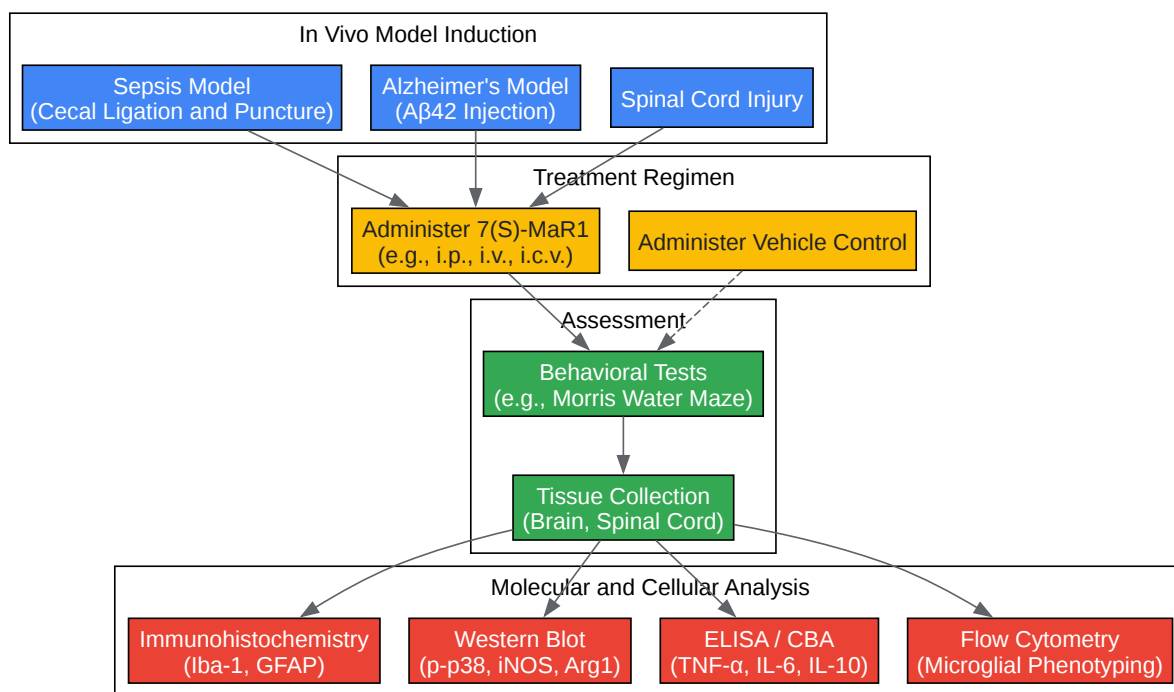 In Vivo Model Induction
Sepsis Model
(Cecal Ligation and Puncture)
Alzheimer's Model
(Aβ42 Injection)
Spinal Cord Injury
Treatment Regimen
Administer 7(S)-MaR1
(e.g., i.p., i.v., i.c.v.)
Administer Vehicle Control
Assessment
Behavioral Tests
(e.g., Morris Water Maze)
Tissue Collection
(Brain, Spinal Cord)
Molecular and Cellular Analysis
Immunohistochemistry
(Iba-1, GFAP)
Western Blot
(p-p38, iNOS, Arg1)
ELISA / CBA
(TNF-α, IL-6, IL-10)
Flow Cytometry
(Microglial Phenotyping)